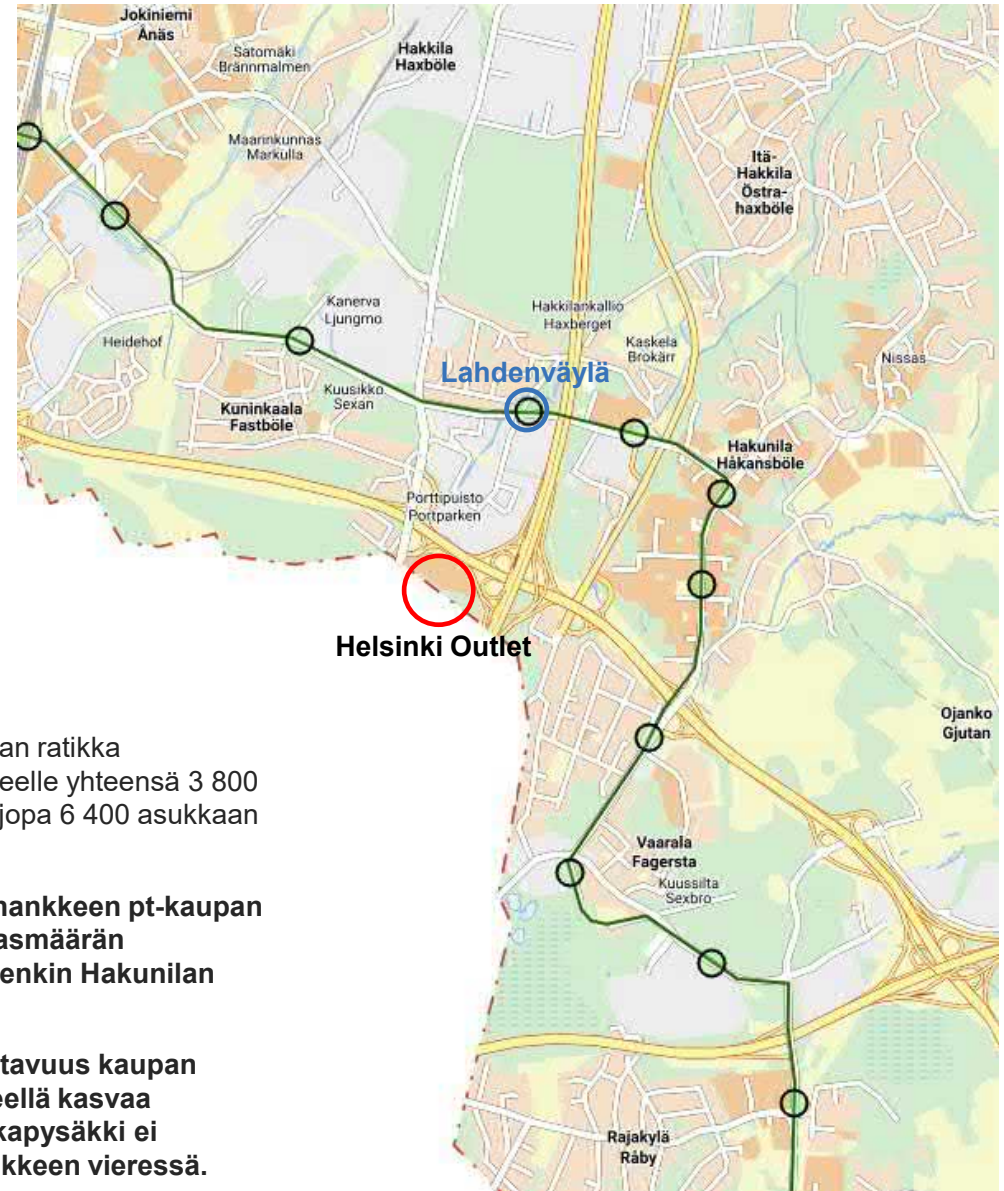 Jokiniemi
Ånäs
Satomäki
Brännmalmen
Hakkila
Haxböle
Maarinkunnas
Markulla
Itä-
Hakkila
Östra-
haxböle
Kanerva
Ljungmo
Hakkilankallio
Haxberget
Heidehof
Kaskela
Brokärr
Nissas
Lahdenväylä
Kuusikko
Sexan
Kuninkaala
Fastböle
Hakunila
Håkansböle
Porttipuisto
Portparken
Helsinki Outlet
Ojanko
Gjutan
an ratikka
eelle yhteensä 3 800
jopa 6 400 asukkaan
Vaarala
Fagersta
Kuussilta
Sexbro
hankkeen pt-kaupan
asmäärän
enkin Hakunilan
tavuus kaupan
eellä kasvaa
kapysäkki ei
kkeen vieressä.
Rajakylä
Råby